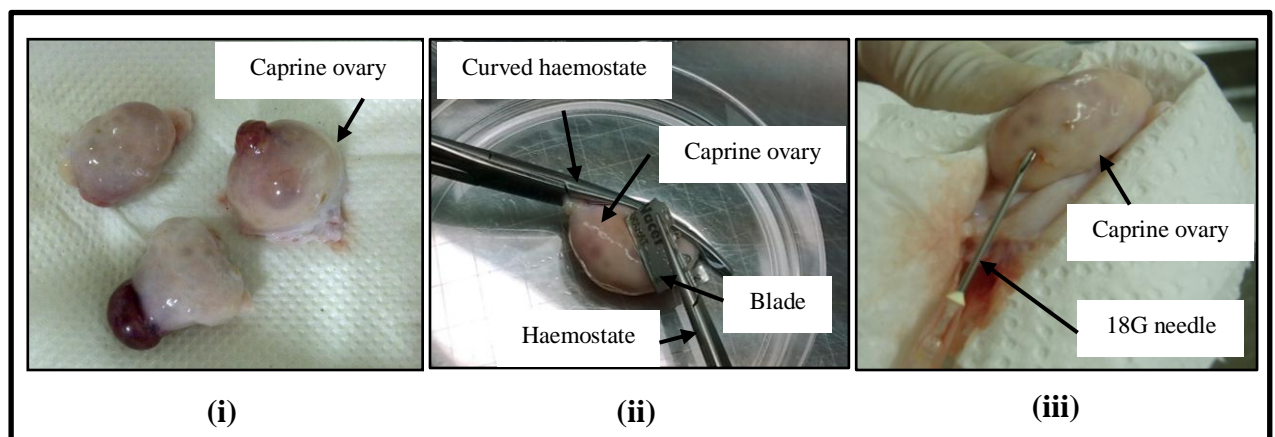 Caprine ovary
Curved haemostate
Caprine ovary
Blade
Haemostate
Caprine ovary
18G needle
(i)
(ii)
(iii)